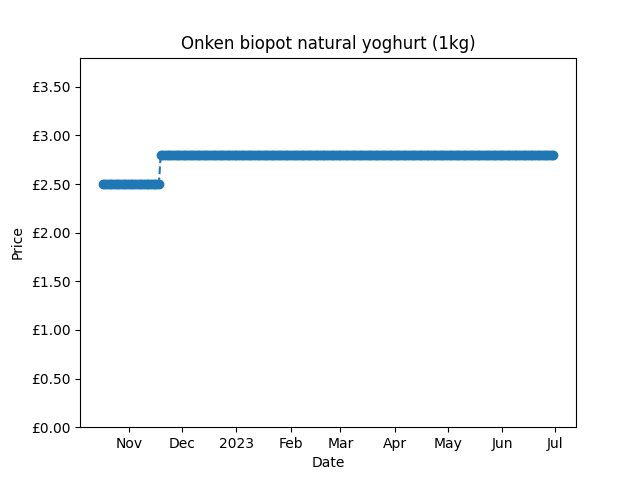 Onken biopot natural yoghurt (1kg)
£3.50
£3.00
£2.50
£2.00
£1.50
£1.00
£0.50
£0.00
Price
Nov Dec 2023 Feb Mar Apr May Jun Jul
Date